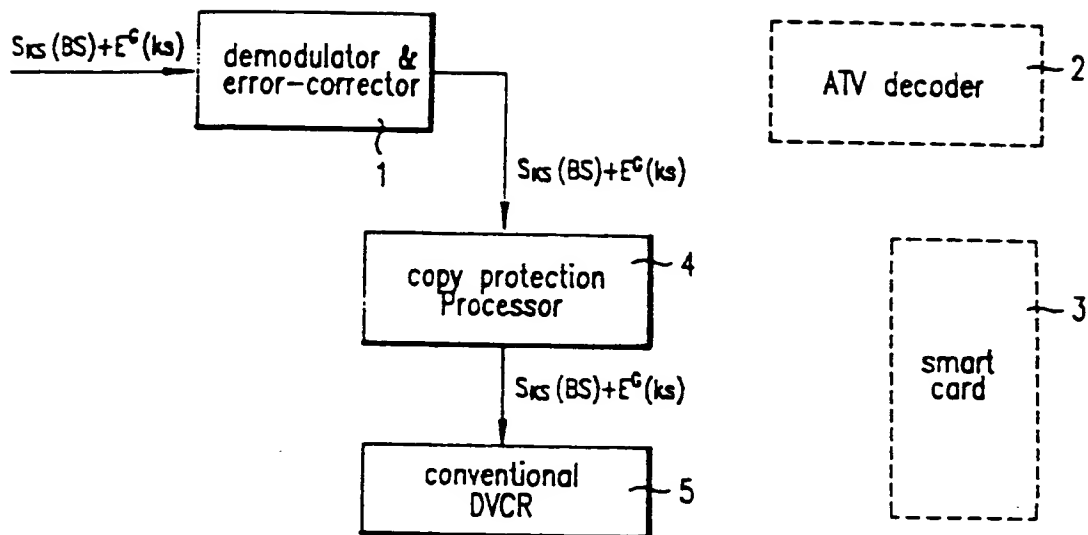 S_KS(BS)+E^G(ks)
demodulator &
error-corrector
1
ATV decoder
2
S_KS(BS)+E^G(ks)
copy protection
Processor
4
smart
card
3
S_KS(BS)+E^G(ks)
conventional
DVCR
5